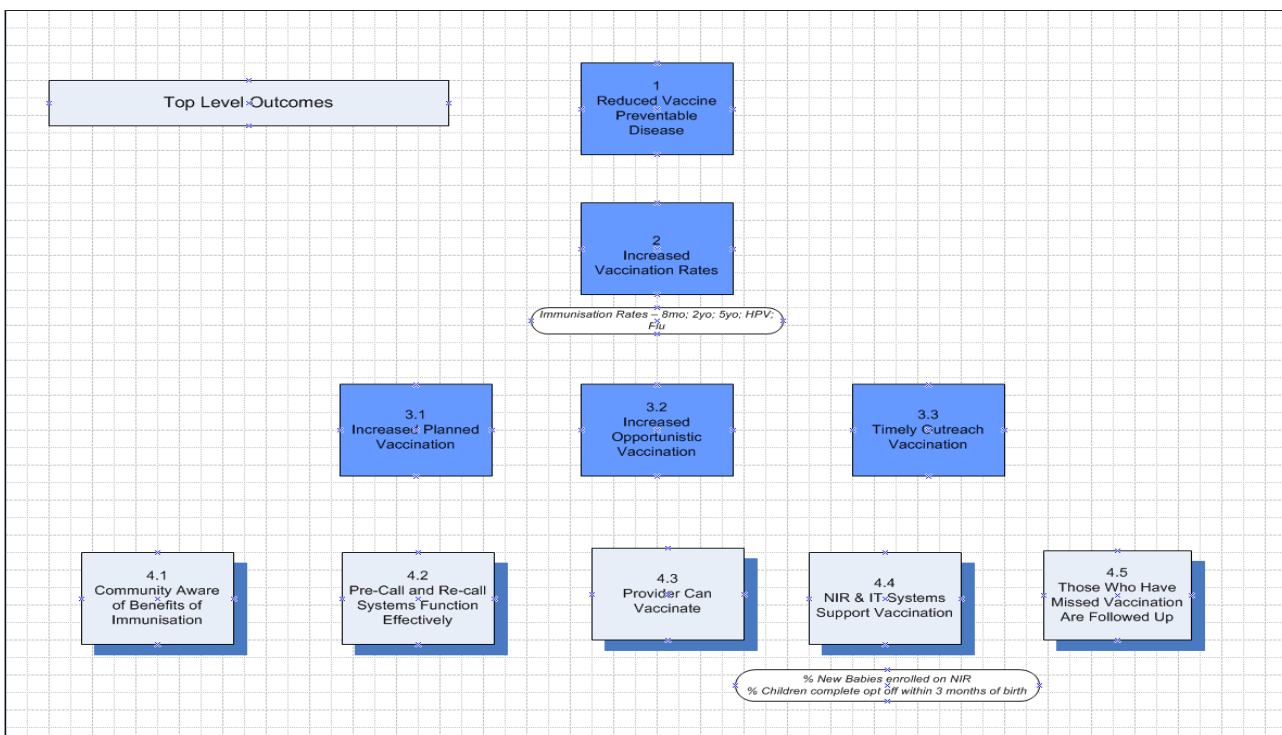 Top Level Outcomes
1
Reduced Vaccine
Preventable
Disease
2
Increased
Vaccination Rates
Immunisation Rates – 8mo; 2yo; 5yo; HPV;
Flu
3.1
Increased Planned
Vaccination
3.2
Increased
Opportunistic
Vaccination
3.3
Timely Outreach
Vaccination
4.1
Community Aware
of Benefits of
Immunisation
4.2
Pre-Call and Re-call
Systems Function
Effectively
4.3
Provider Can
Vaccinate
4.4
NIR & IT Systems
Support Vaccination
4.5
Those Who Have
Missed Vaccination
Are Followed Up
% New Babies enrolled on NIR
% Children complete opt off within 3 months of birth